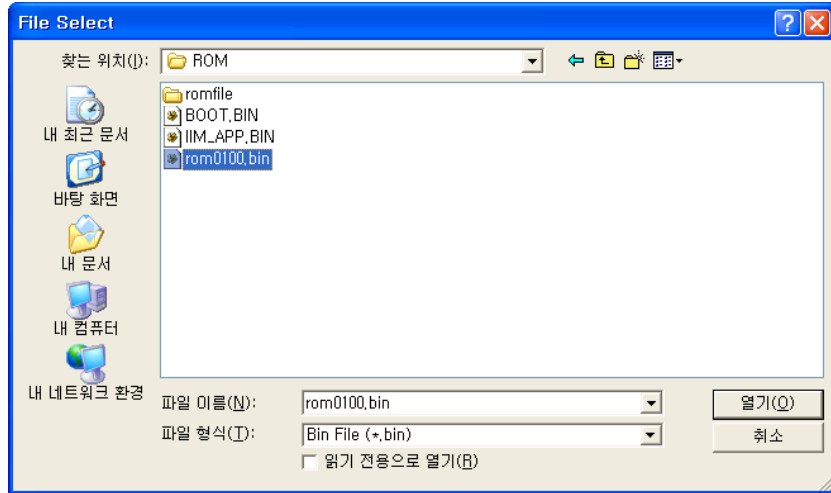 File Select
찾는 위치(I):
ROM
romfile
BOOT.BIN
IIM_APP.BIN
rom0100.bin
내 최근 문서
바탕 화면
내 문서
내 컴퓨터
내 네트워크 환경
파일 이름(N):
rom0100.bin
열기(O)
파일 형식(T):
Bin File (*.bin)
취소
읽기 전용으로 열기(R)